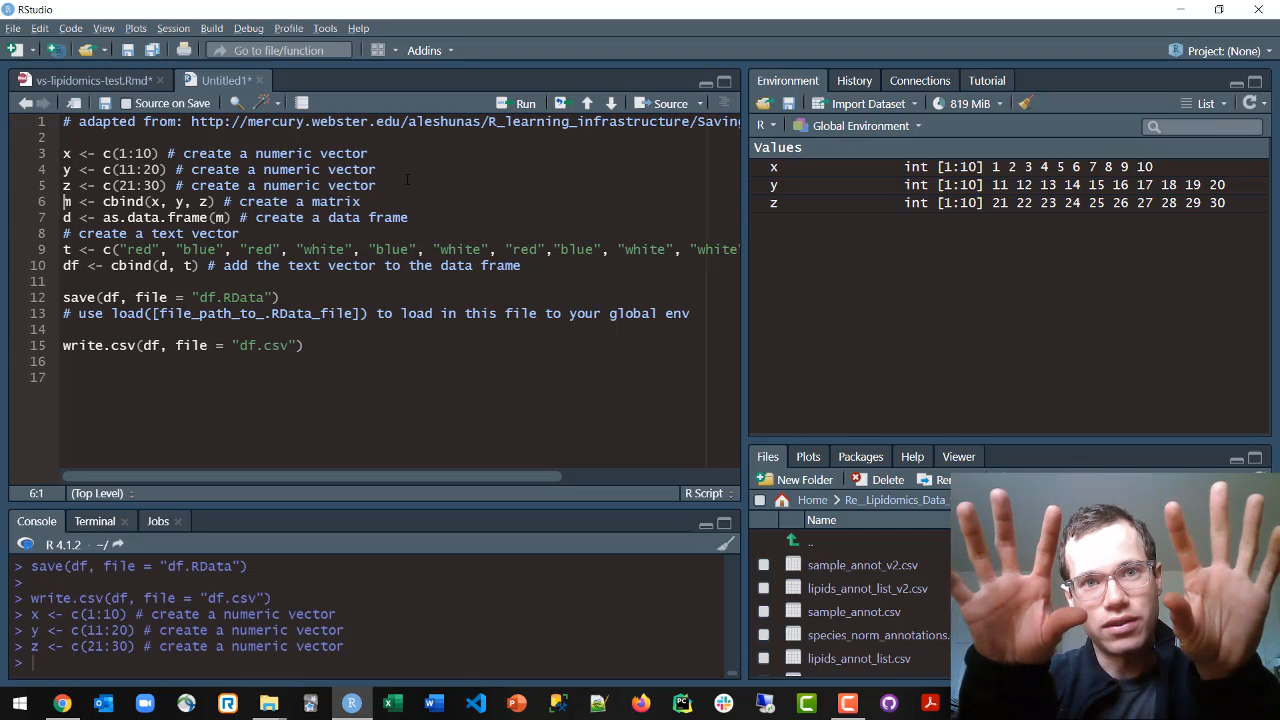 RStudio
File Edit Code View Plots Session Build Debug Profile Tools Help
Go to file/function Addins Project: (None)
vs-lipidomics-test.Rmd* Untitled1*
Source on Save Run Source
1 # adapted from: http://mercury.webster.edu/aleshunas/R_learning_infrastructure/Saving
2
3 x <- c(1:10) # create a numeric vector
4 y <- c(11:20) # create a numeric vector
5 z <- c(21:30) # create a numeric vector
6 m <- cbind(x, y, z) # create a matrix
7 d <- as.data.frame(m) # create a data frame
8 # create a text vector
9 t <- c("red", "blue", "red", "white", "blue", "white", "red","blue", "white", "white"
10 df <- cbind(d, t) # add the text vector to the data frame
11
12 save(df, file = "df.RData")
13 # use load([file_path_to_.RData_file]) to load in this file to your global env
14
15 write.csv(df, file = "df.csv")
16
17
6:1 (Top Level) R Script
Console Terminal Jobs
R 4.1.2 · ~/
> save(df, file = "df.RData")
>
> write.csv(df, file = "df.csv")
> x <- c(1:10) # create a numeric vector
> y <- c(11:20) # create a numeric vector
> z <- c(21:30) # create a numeric vector
>
Environment History Connections Tutorial
Import Dataset 819 MiB List
R Global Environment
Values
x int [1:10] 1 2 3 4 5 6 7 8 9 10
y int [1:10] 11 12 13 14 15 16 17 18 19 20
z int [1:10] 21 22 23 24 25 26 27 28 29 30
Files Plots Packages Help Viewer
New Folder Delete Re
Home Re__Lipidomics_Data_
Name
..
sample_annot_v2.csv
lipids_annot_list_v2.csv
sample_annot.csv
species_norm_annotations.
lipids_annot_list.csv